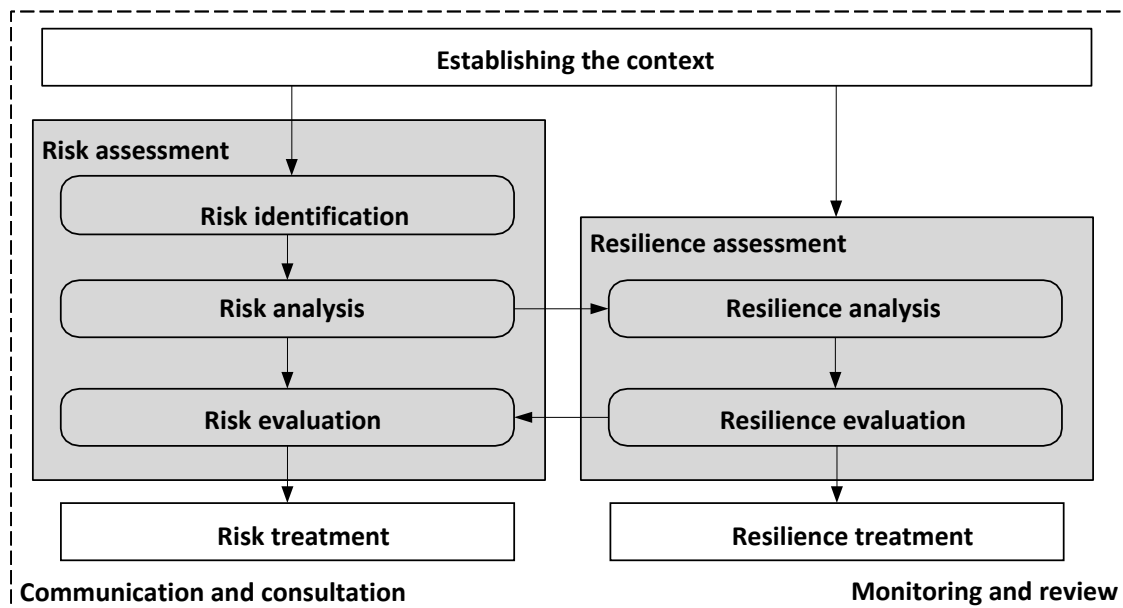 Establishing the context
Risk assessment
Risk identification
Resilience assessment
Risk analysis
Resilience analysis
Risk evaluation
Resilience evaluation
Risk treatment
Resilience treatment
Communication and consultation
Monitoring and review